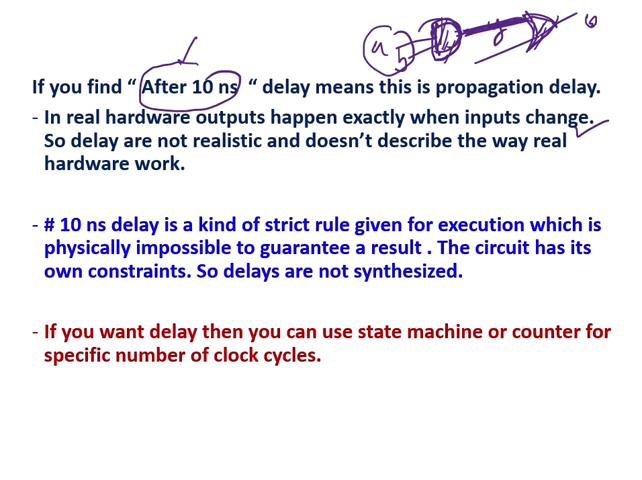 If you find “ After 10 ns “ delay means this is propagation delay.
- In real hardware outputs happen exactly when inputs change.
So delay are not realistic and doesn’t describe the way real
hardware work.
- # 10 ns delay is a kind of strict rule given for execution which is
physically impossible to guarantee a result . The circuit has its
own constraints. So delays are not synthesized.
- If you want delay then you can use state machine or counter for
specific number of clock cycles.